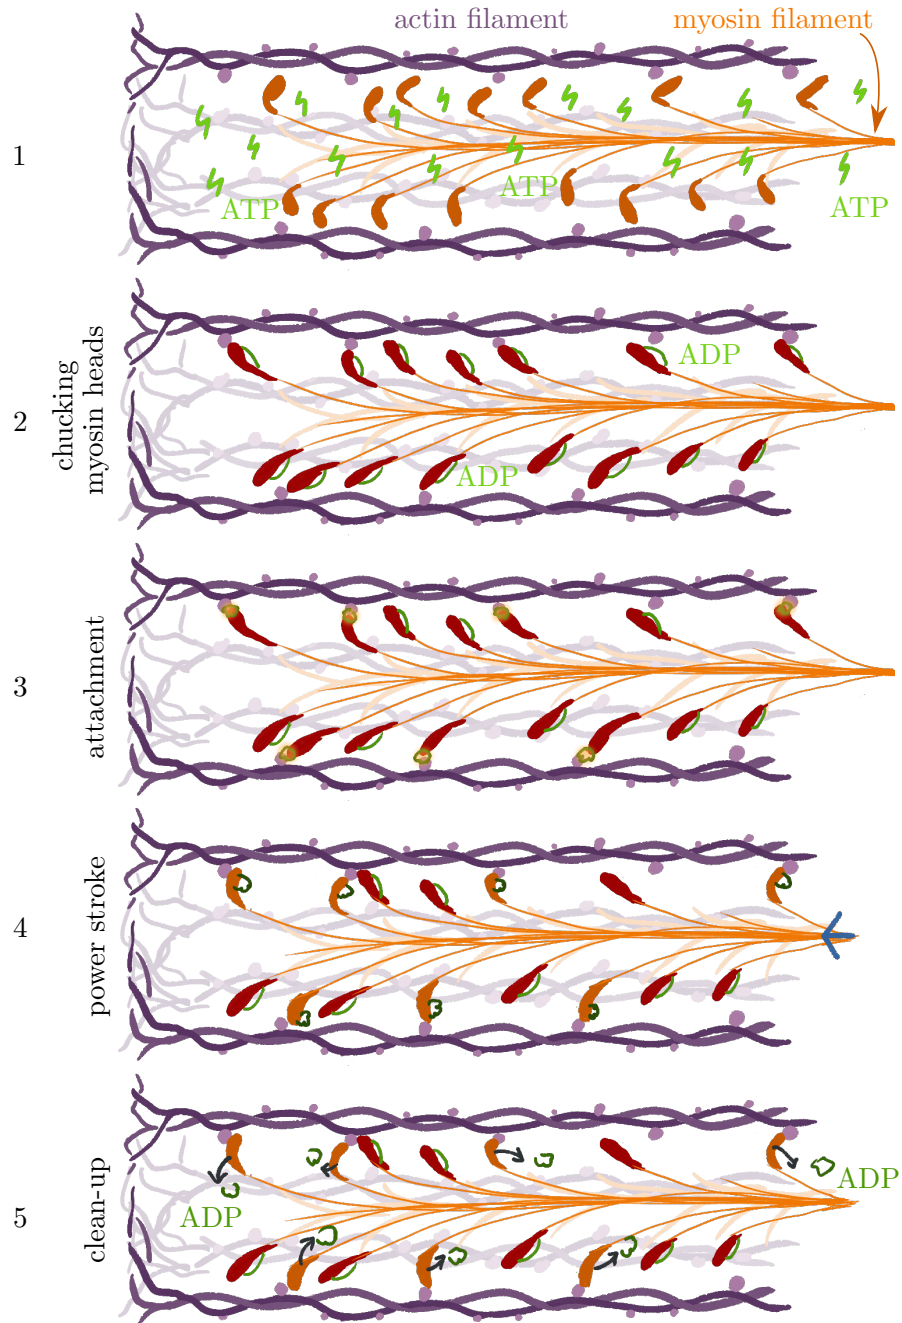 actin filament
myosin filament
1
ATP
ATP
ATP
2
chucking
myosin heads
ADP
ADP
3
attachment
4
power stroke
5
clean-up
ADP
ADP